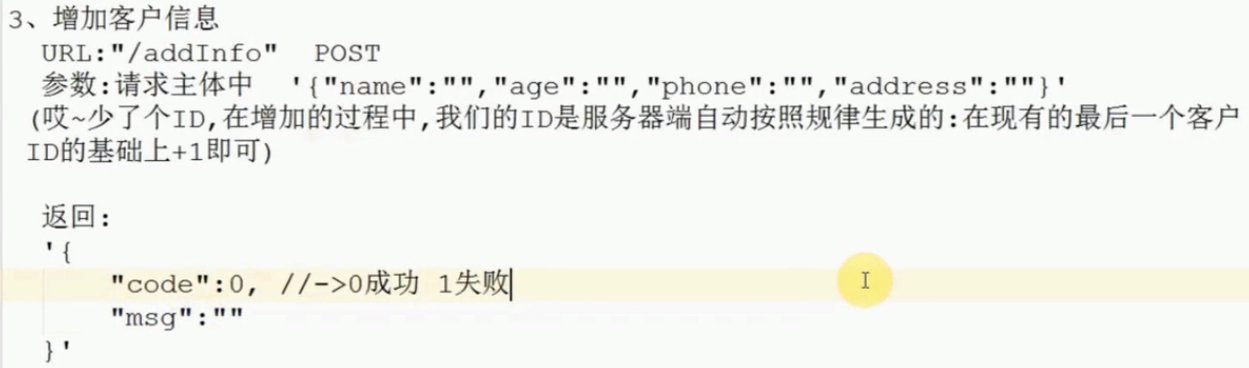 3、增加客户信息
URL:"/addInfo"  POST
参数:请求主体中  '{"name":"","age":"","phone":"","address":""}'
(哎~少了个ID,在增加的过程中,我们的ID是服务器端自动按照规律生成的:在现有的最后一个客户
ID的基础上+1即可)
返回:
'{
"code":0, //->0成功 1失败
"msg":""
}'